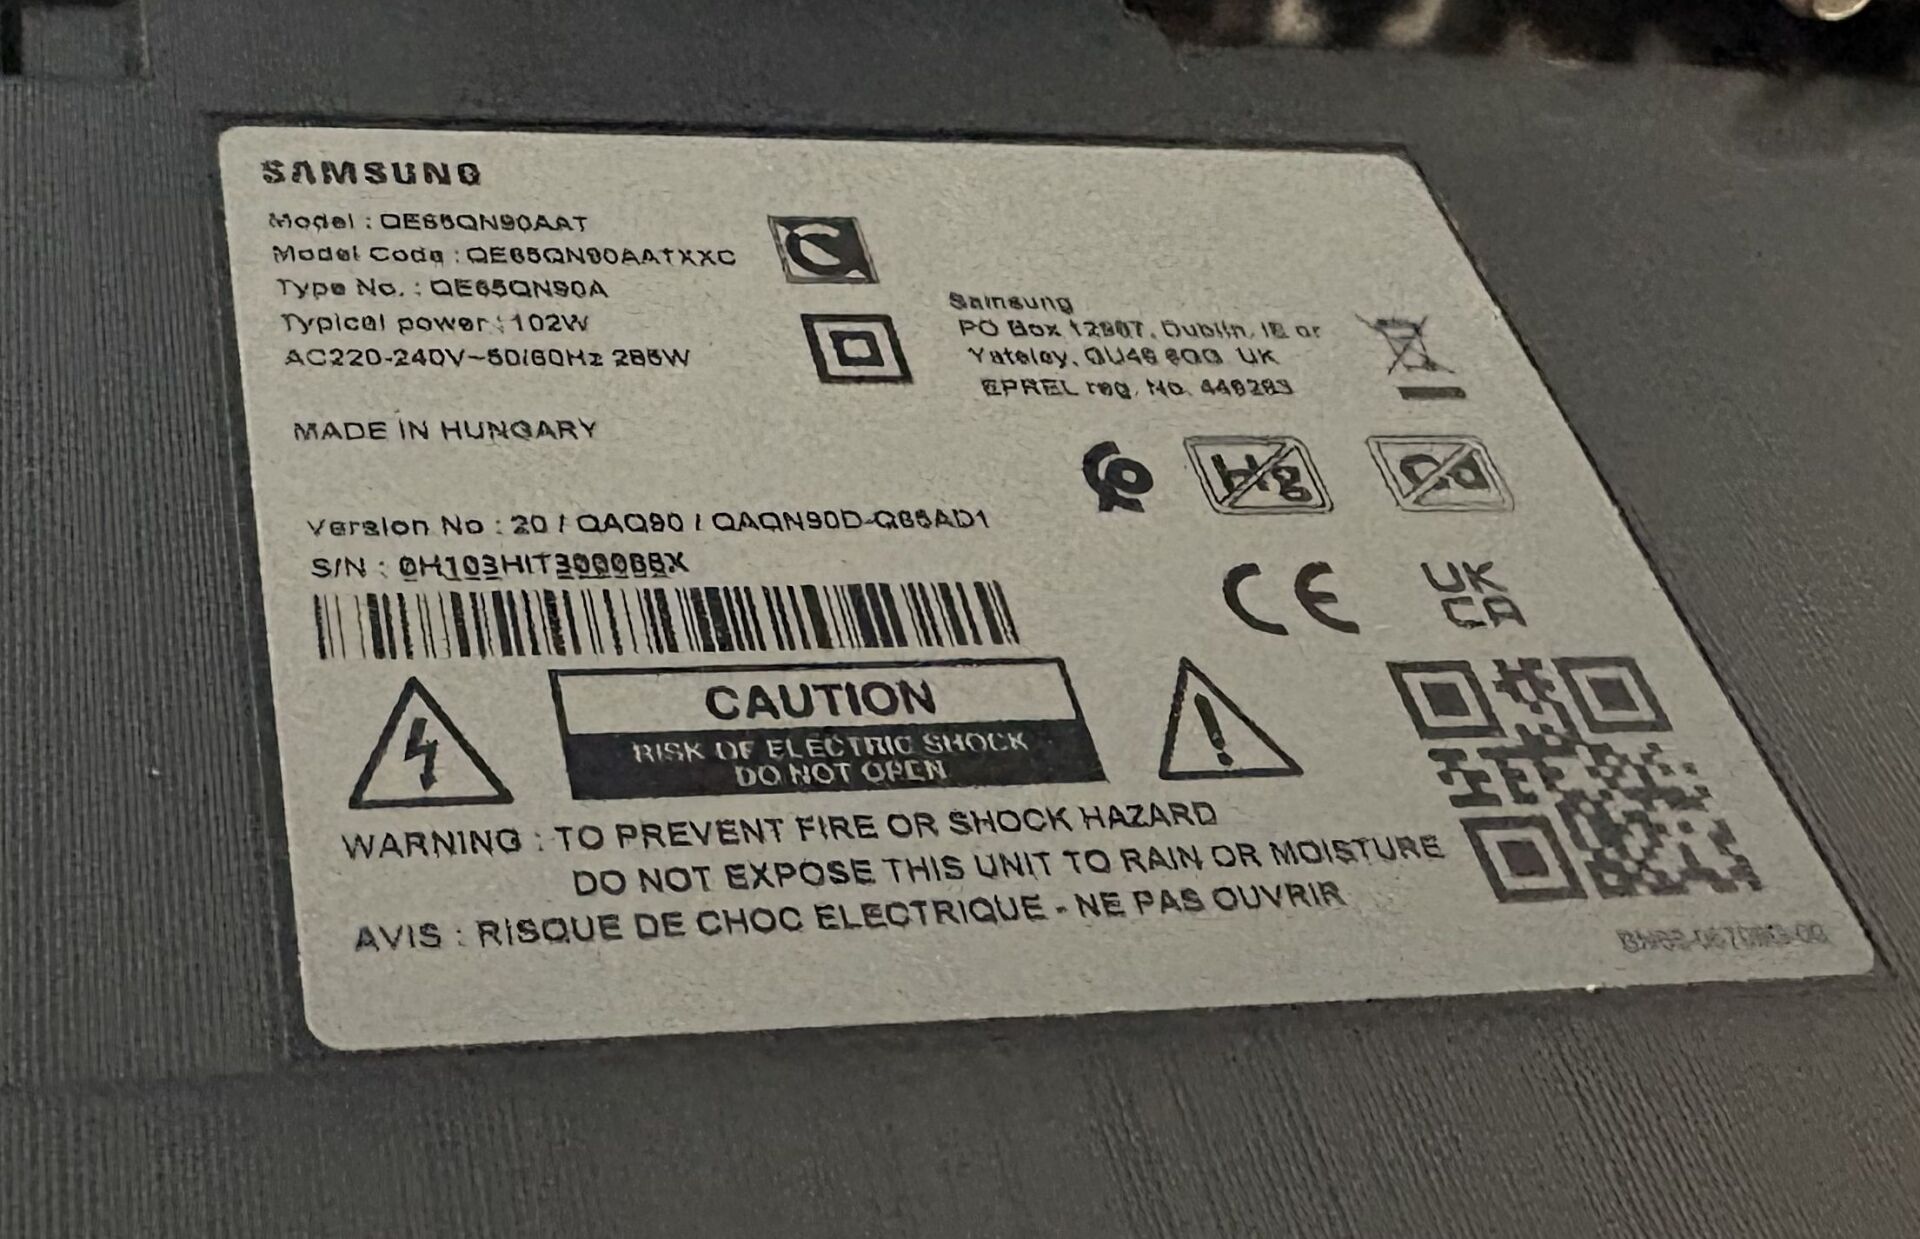 SAMSUNG
Model : QE65QN90AAT
Model Code : QE65QN90AATXXC
Type No. : QE65QN90A
Typical power : 102W
AC220-240V~50/60Hz 285W
Samsung
PO Box 12987, Dublin, IE or
Yateley, GU46 6GG UK
EPREL reg. No.
MADE IN HUNGARY
Hg
Cd
Version No : 20 / QAQ90 / QAQN90D-Q65AD1
S/N :
CE
UK
CA
CAUTION
RISK OF ELECTRIC SHOCK
DO NOT OPEN
WARNING : TO PREVENT FIRE OR SHOCK HAZARD
DO NOT EXPOSE THIS UNIT TO RAIN OR MOISTURE
AVIS : RISQUE DE CHOC ELECTRIQUE - NE PAS OUVRIR